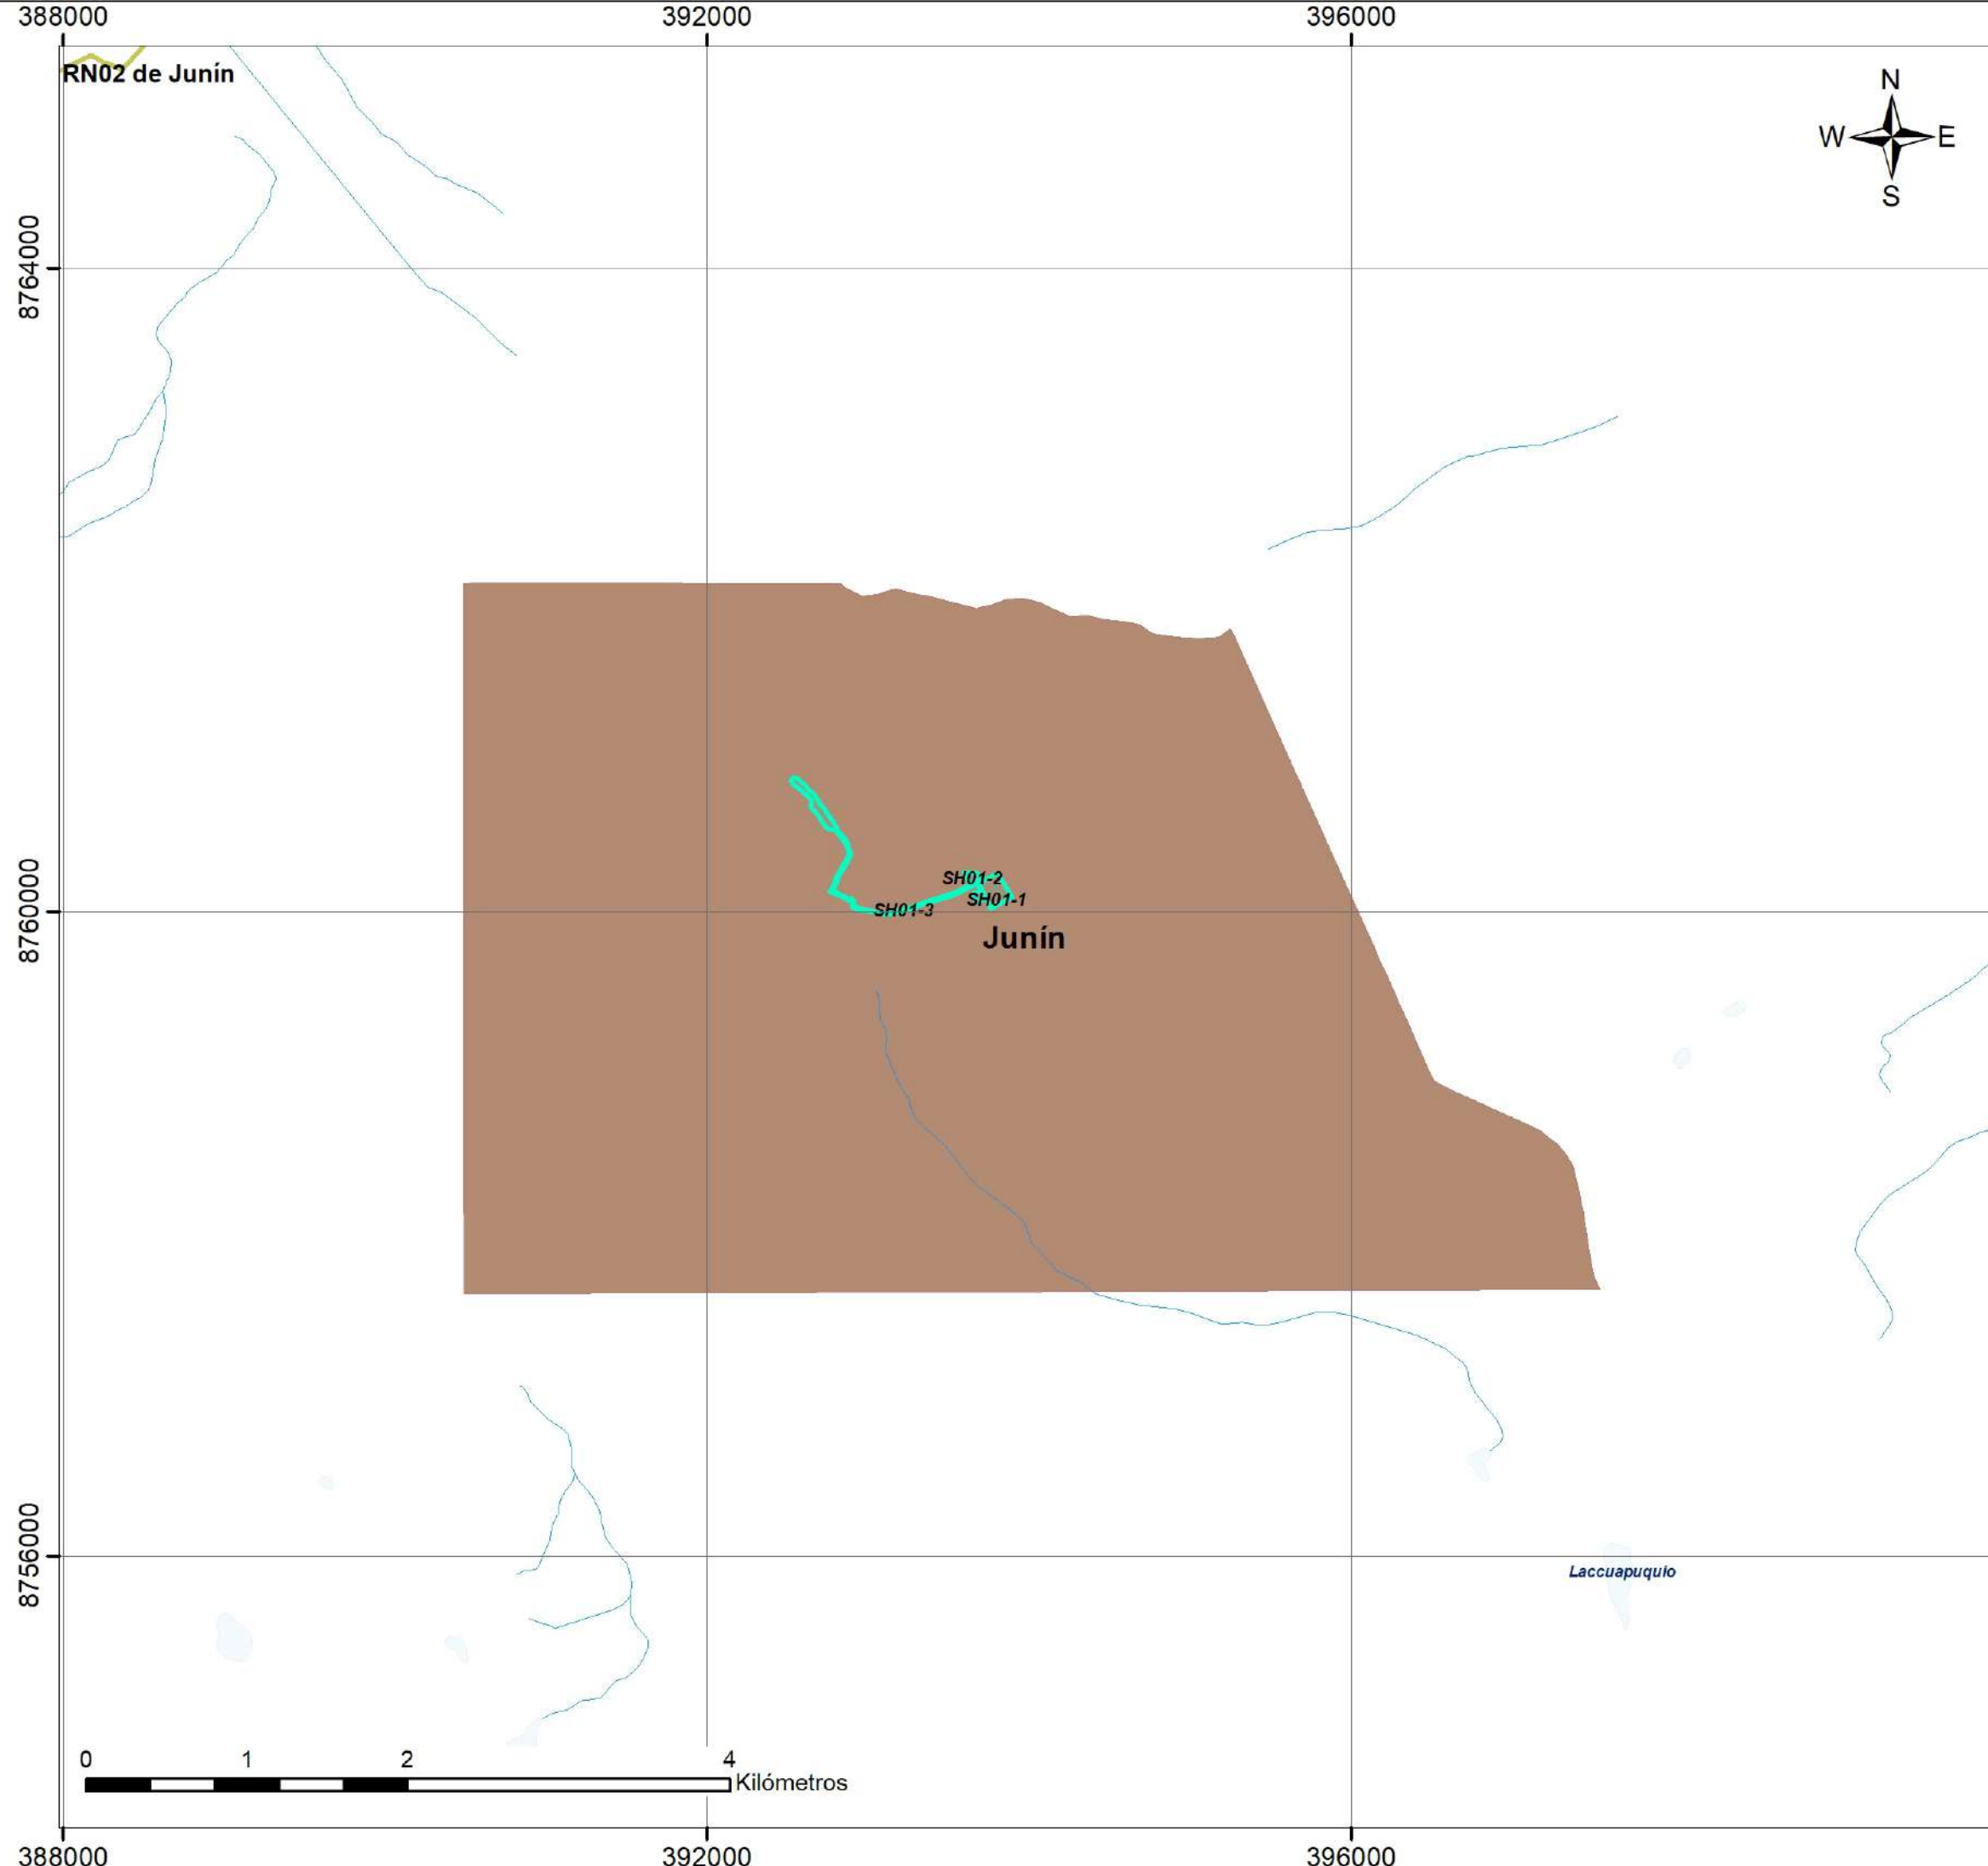 388000 392000 396000
RN02 de Junín
N
W E
S
8764000
SH01-2
SH01-1
SH01-3
8760000
Junín
8756000
Laccuapuquio
0 1 2 4
Kilómetros
388000 392000 396000